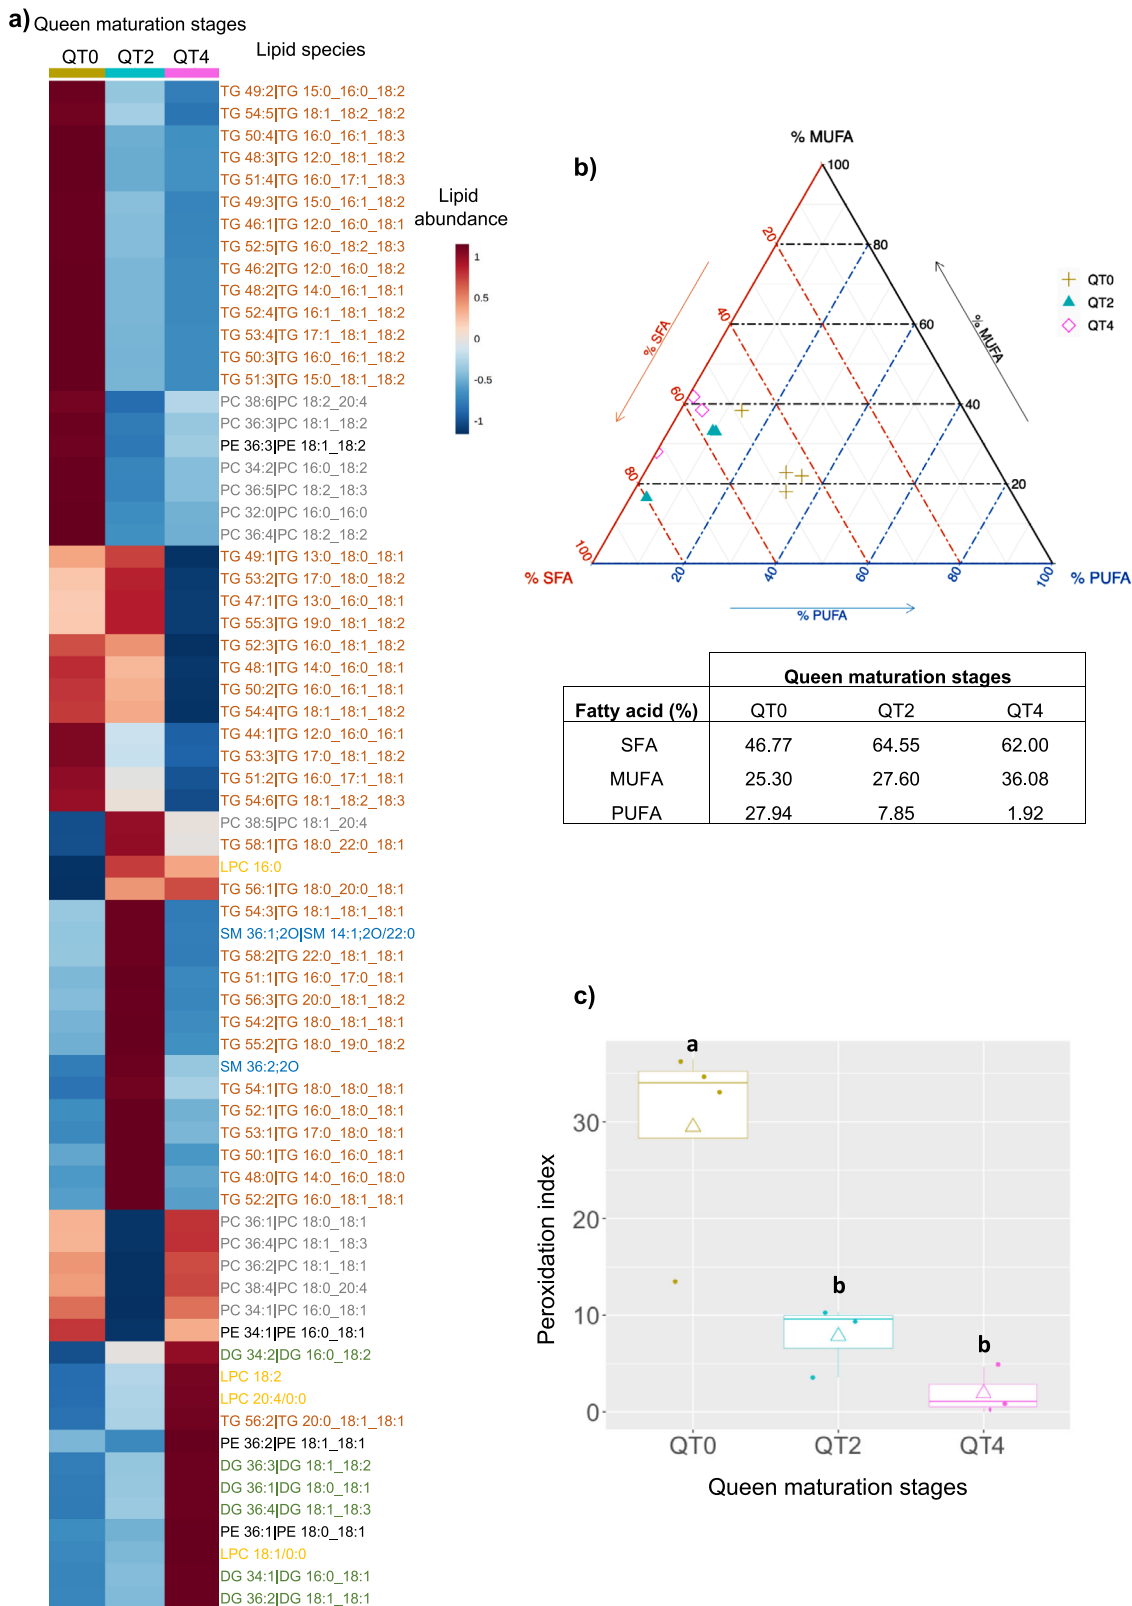 a) Queen maturation stages
QT0 QT2 QT4 Lipid species
TG 49:2|TG 15:0_16:0_18:2
TG 54:5|TG 18:1_18:2_18:2
TG 50:4|TG 16:0_16:1_18:3
TG 48:3|TG 12:0_18:1_18:2
TG 51:4|TG 16:0_17:1_18:3
TG 49:3|TG 15:0_16:1_18:2
TG 46:1|TG 12:0_16:0_18:1
TG 52:5|TG 16:0_18:2_18:3
TG 46:2|TG 12:0_16:0_18:2
TG 48:2|TG 14:0_16:1_18:1
TG 52:4|TG 16:1_18:1_18:2
TG 53:4|TG 17:1_18:1_18:2
TG 50:3|TG 16:0_16:1_18:2
TG 51:3|TG 15:0_18:1_18:2
PC 38:6|PC 18:2_20:4
PC 36:3|PC 18:1_18:2
PE 36:3|PE 18:1_18:2
PC 34:2|PC 16:0_18:2
PC 36:5|PC 18:2_18:3
PC 32:0|PC 16:0_16:0
PC 36:4|PC 18:2_18:2
TG 49:1|TG 13:0_18:0_18:1
TG 53:2|TG 17:0_18:0_18:2
TG 47:1|TG 13:0_16:0_18:1
TG 55:3|TG 19:0_18:1_18:2
TG 52:3|TG 16:0_18:1_18:2
TG 48:1|TG 14:0_16:0_18:1
TG 50:2|TG 16:0_16:1_18:1
TG 54:4|TG 18:1_18:1_18:2
TG 44:1|TG 12:0_16:0_16:1
TG 53:3|TG 17:0_18:1_18:2
TG 51:2|TG 16:0_17:1_18:1
TG 54:6|TG 18:1_18:2_18:3
PC 38:5|PC 18:1_20:4
TG 58:1|TG 18:0_22:0_18:1
LPC 16:0
TG 56:1|TG 18:0_20:0_18:1
TG 54:3|TG 18:1_18:1_18:1
SM 36:1;2O|SM 14:1;2O/22:0
TG 58:2|TG 22:0_18:1_18:1
TG 51:1|TG 16:0_17:0_18:1
TG 56:3|TG 20:0_18:1_18:2
TG 54:2|TG 18:0_18:1_18:1
TG 55:2|TG 18:0_19:0_18:2
SM 36:2;2O
TG 54:1|TG 18:0_18:0_18:1
TG 52:1|TG 16:0_18:0_18:1
TG 53:1|TG 17:0_18:0_18:1
TG 50:1|TG 16:0_16:0_18:1
TG 48:0|TG 14:0_16:0_18:0
TG 52:2|TG 16:0_18:1_18:1
PC 36:1|PC 18:0_18:1
PC 36:4|PC 18:1_18:3
PC 36:2|PC 18:1_18:1
PC 38:4|PC 18:0_20:4
PC 34:1|PC 16:0_18:1
PE 34:1|PE 16:0_18:1
DG 34:2|DG 16:0_18:2
LPC 18:2
LPC 20:4/0:0
TG 56:2|TG 20:0_18:1_18:1
PE 36:2|PE 18:1_18:1
DG 36:3|DG 18:1_18:2
DG 36:1|DG 18:0_18:1
DG 36:4|DG 18:1_18:3
PE 36:1|PE 18:0_18:1
LPC 18:1/0:0
DG 34:1|DG 16:0_18:1
DG 36:2|DG 18:1_18:1
Lipid
abundance
1
0.5
0
-0.5
-1
b)
% MUFA
100
80
60
40
20
20
40
60
80
100
20
40
60
80
100
% SFA
% MUFA
% PUFA
% SFA
% PUFA
QT0
QT2
QT4
Queen maturation stages
Fatty acid (%) QT0 QT2 QT4
SFA 46.77 64.55 62.00
MUFA 25.30 27.60 36.08
PUFA 27.94 7.85 1.92
c)
Peroxidation index
30
20
10
0
a
b
b
QT0 QT2 QT4
Queen maturation stages